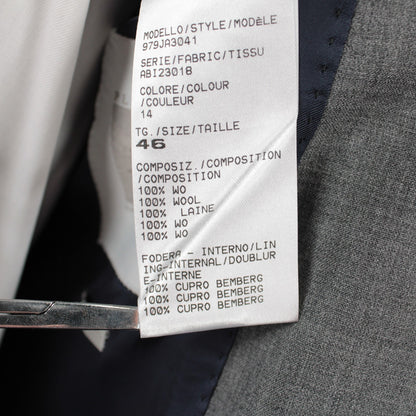 MODELLO/STYLE/MODÈLE
979JA3041
SERIE/FABRIC/TISSU
ABI23018
COLORE/COLOUR
/COULEUR
14
TG./SIZE/TAILLE
46
COMPOSIZ./COMPOSITION
/COMPOSITION
100% WO
100% WOOL
100% LAINE
100% WO
100% WO
FODERA - INTERNO/LIN
ING-INTERNAL/DOUBLUR
E-INTERNE
100% CUPRO BEMBERG
100% CUPRO BEMBERG
100% CUPRO BEMBERG